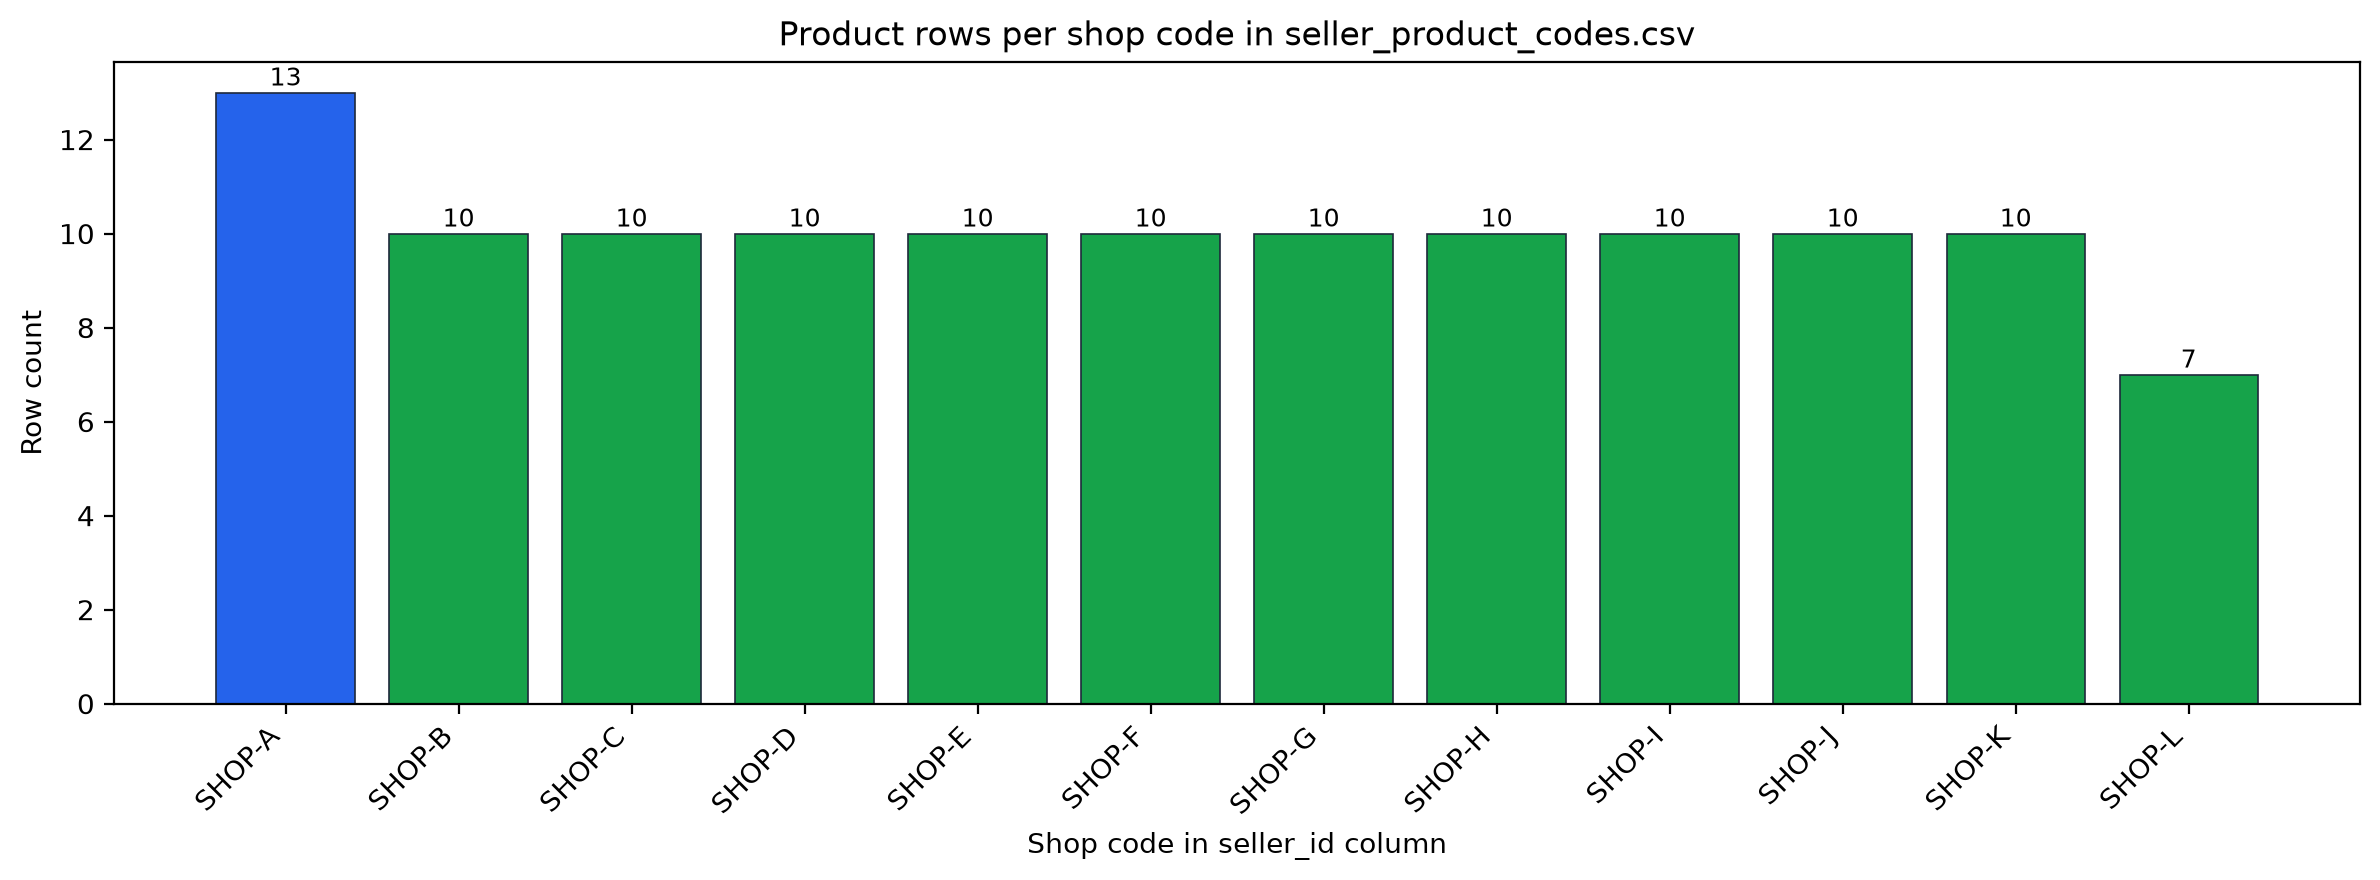 Product rows per shop code in seller_product_codes.csv
13
10 10 10 10 10 10 10 10 10 10
7
Row count
12
10
8
6
4
2
0
SHOP-A SHOP-B SHOP-C SHOP-D SHOP-E SHOP-F SHOP-G SHOP-H SHOP-I SHOP-J SHOP-K SHOP-L
Shop code in seller_id column